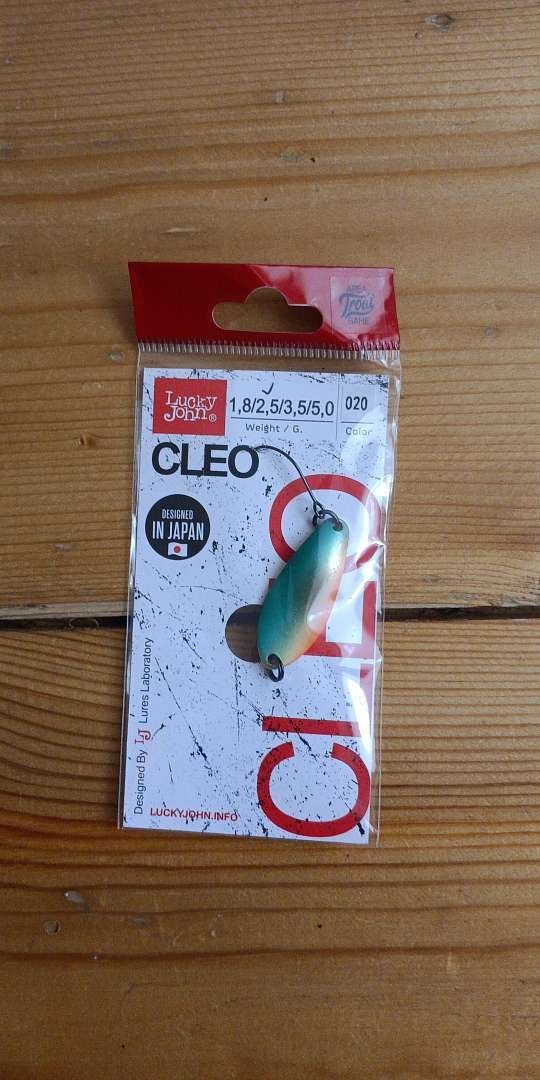 AREA
Trout
GAME
Lucky
John®
1,8/2,5/3,5/5,0
Weight / G.
020
Color
CLEO
DESIGNED
IN JAPAN
CLEO
Designed By LJ Lures Laboratory
LUCKYJOHN.INFO